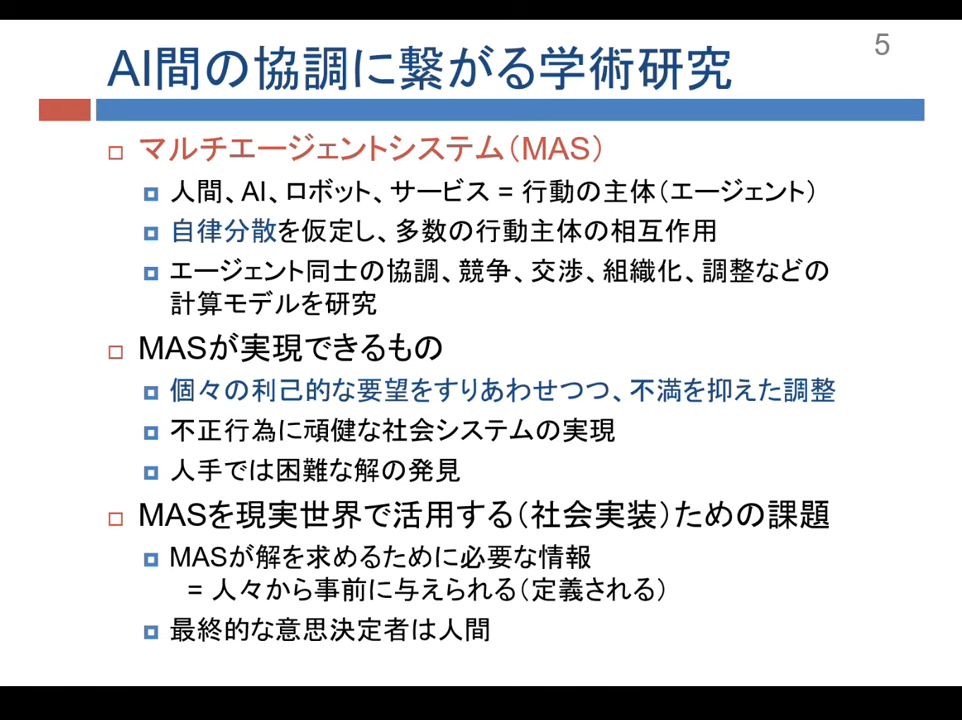 5
AI間の協調に繋がる学術研究
マルチエージェントシステム（MAS）
人間、AI、ロボット、サービス = 行動の主体（エージェント）
自律分散を仮定し、多数の行動主体の相互作用
エージェント同士の協調、競争、交渉、組織化、調整などの
計算モデルを研究
MASが実現できるもの
個々の利己的な要望をすりあわせつつ、不満を抑えた調整
不正行為に頑健な社会システムの実現
人手では困難な解の発見
MASを現実世界で活用する（社会実装）ための課題
MASが解を求めるために必要な情報
= 人々から事前に与えられる（定義される）
最終的な意思決定者は人間